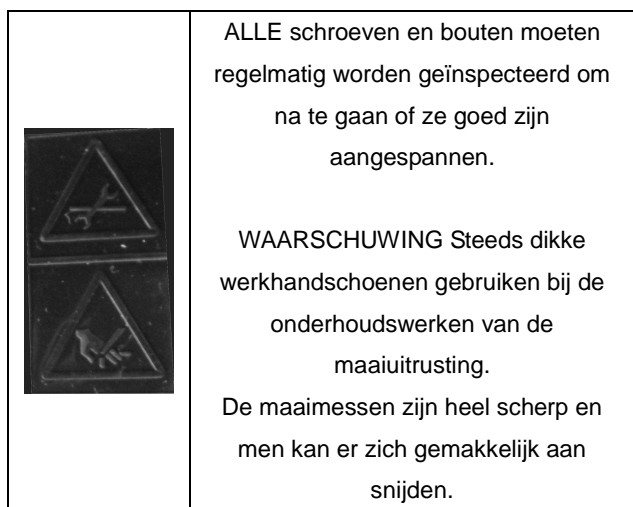 ALLE schroeven en bouten moeten
regelmatig worden geïnspecteerd om
na te gaan of ze goed zijn
aangespannen.
WAARSCHUWING Steeds dikke
werkhandschoenen gebruiken bij de
onderhoudswerken van de
maaiuitrusting.
De maaimessen zijn heel scherp en
men kan er zich gemakkelijk aan
snijden.